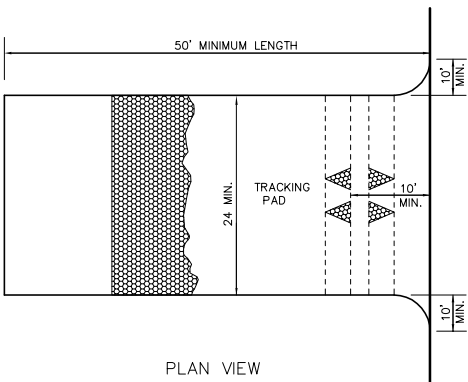 50' MINIMUM LENGTH
10'
MIN.
24 MIN.
TRACKING
PAD
10'
MIN.
10'
MIN.
PLAN VIEW